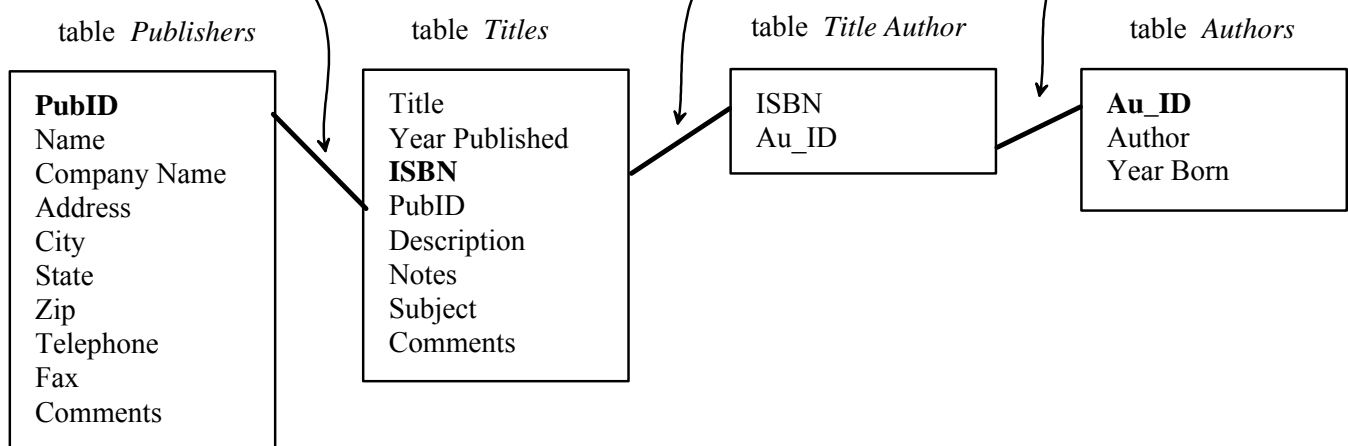 table Publishers
PubID
Name
Company Name
Address
City
State
Zip
Telephone
Fax
Comments
table Titles
Title
Year Published
ISBN
PubID
Description
Notes
Subject
Comments
table Title Author
ISBN
Au_ID
table Authors
Au_ID
Author
Year Born